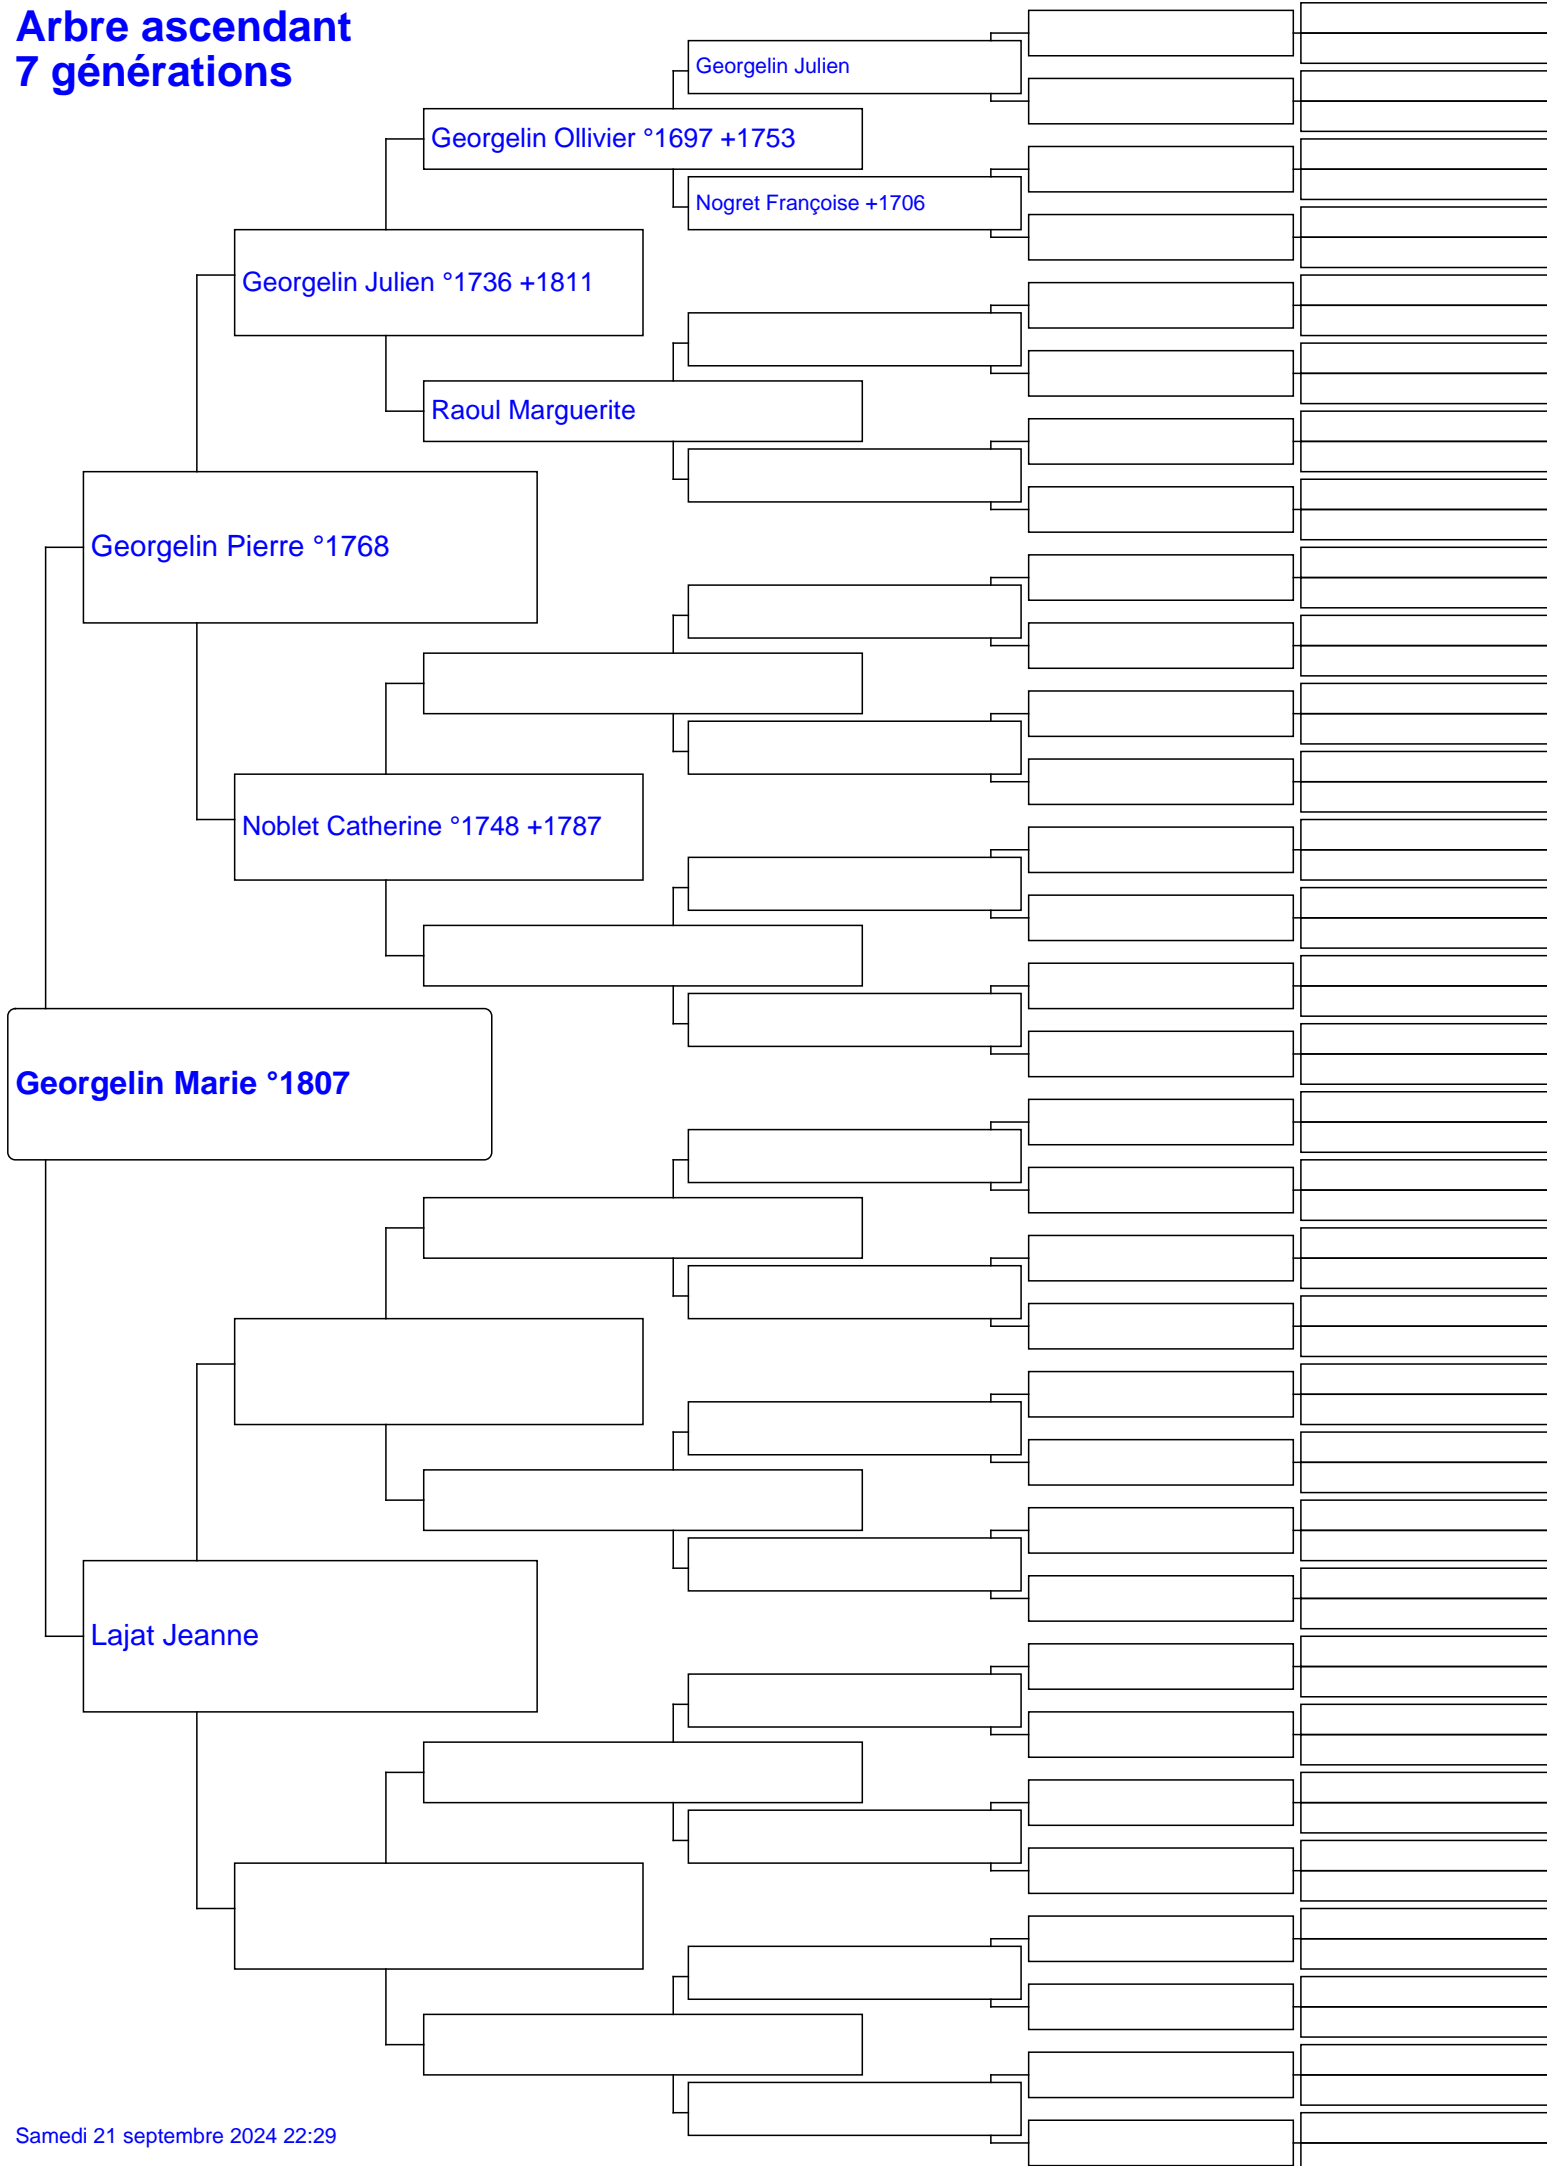 Arbre ascendant
7 générations
Georgelin Julien
Georgelin Ollivier °1697 +1753
Nogret Françoise +1706
Georgelin Julien °1736 +1811
Raoul Marguerite
Georgelin Pierre °1768
Noblet Catherine °1748 +1787
Georgelin Marie °1807
Lajat Jeanne
Samedi 21 septembre 2024 22:29